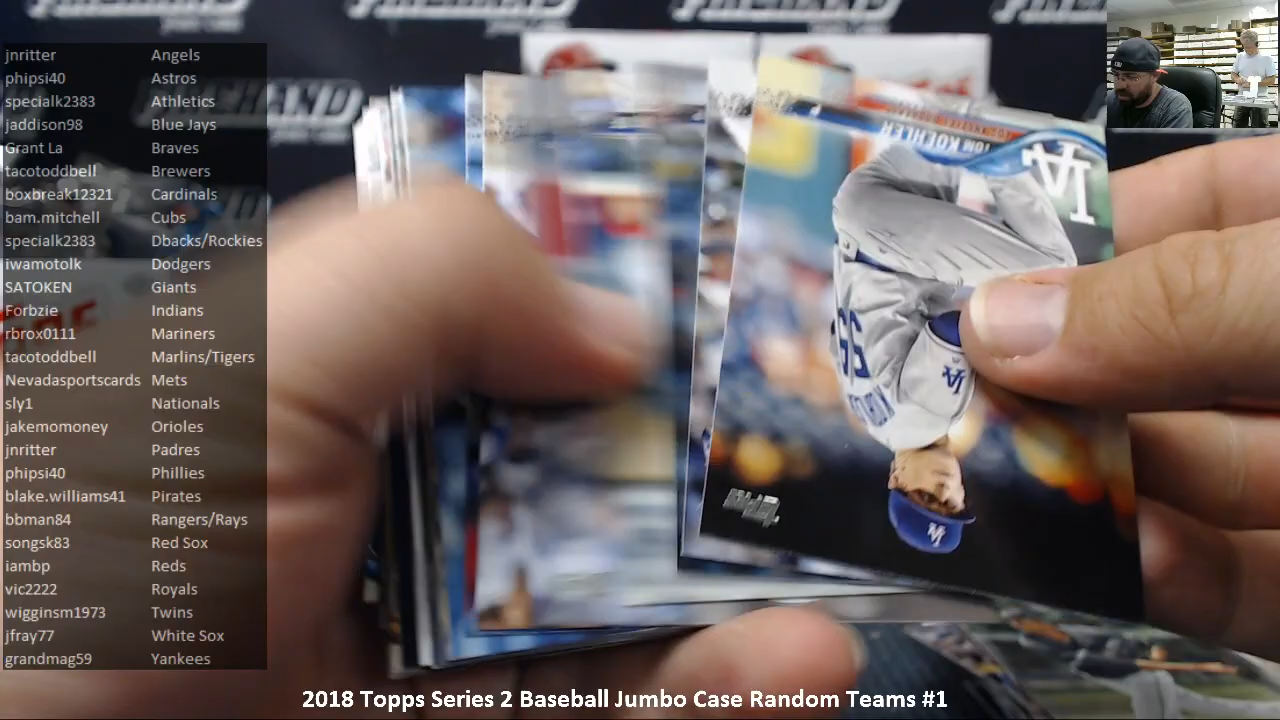 jnritter Angels
phipsi40 Astros
specialk2383 Athletics
jaddison98 Blue Jays
Grant La Braves
tacotoddbell Brewers
boxbreak12321 Cardinals
bam.mitchell Cubs
specialk2383 Dbacks/Rockies
iwamotolk Dodgers
SATOKEN Giants
Forbzie Indians
rbrox0111 Mariners
tacotoddbell Marlins/Tigers
Nevadasportscards Mets
sly1 Nationals
jakemomoney Orioles
jnritter Padres
phipsi40 Phillies
blake.williams41 Pirates
bbman84 Rangers/Rays
songsk83 Red Sox
iambp Reds
vic2222 Royals
wigginsm1973 Twins
jfray77 White Sox
grandmag59 Yankees
TOM KOEHLER
LA
2018 Topps Series 2 Baseball Jumbo Case Random Teams #1